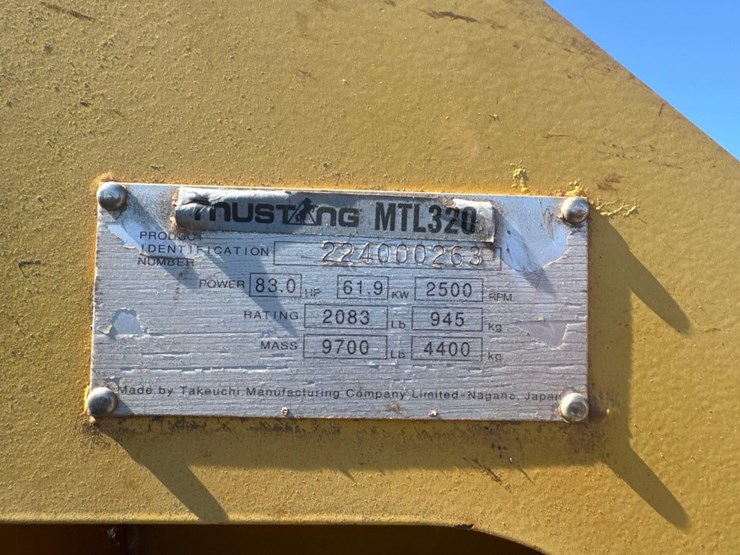 MUSTANG MTL320
PRODUCT
IDENTIFICATION 224000263
NUMBER
POWER 83.0 HP 61.9 KW 2500 RPM
RATING 2083 Lb 945 kg
MASS 9700 LB 4400 kg
Made by Takeuchi Manufacturing Company Limited-Nagano, Japan